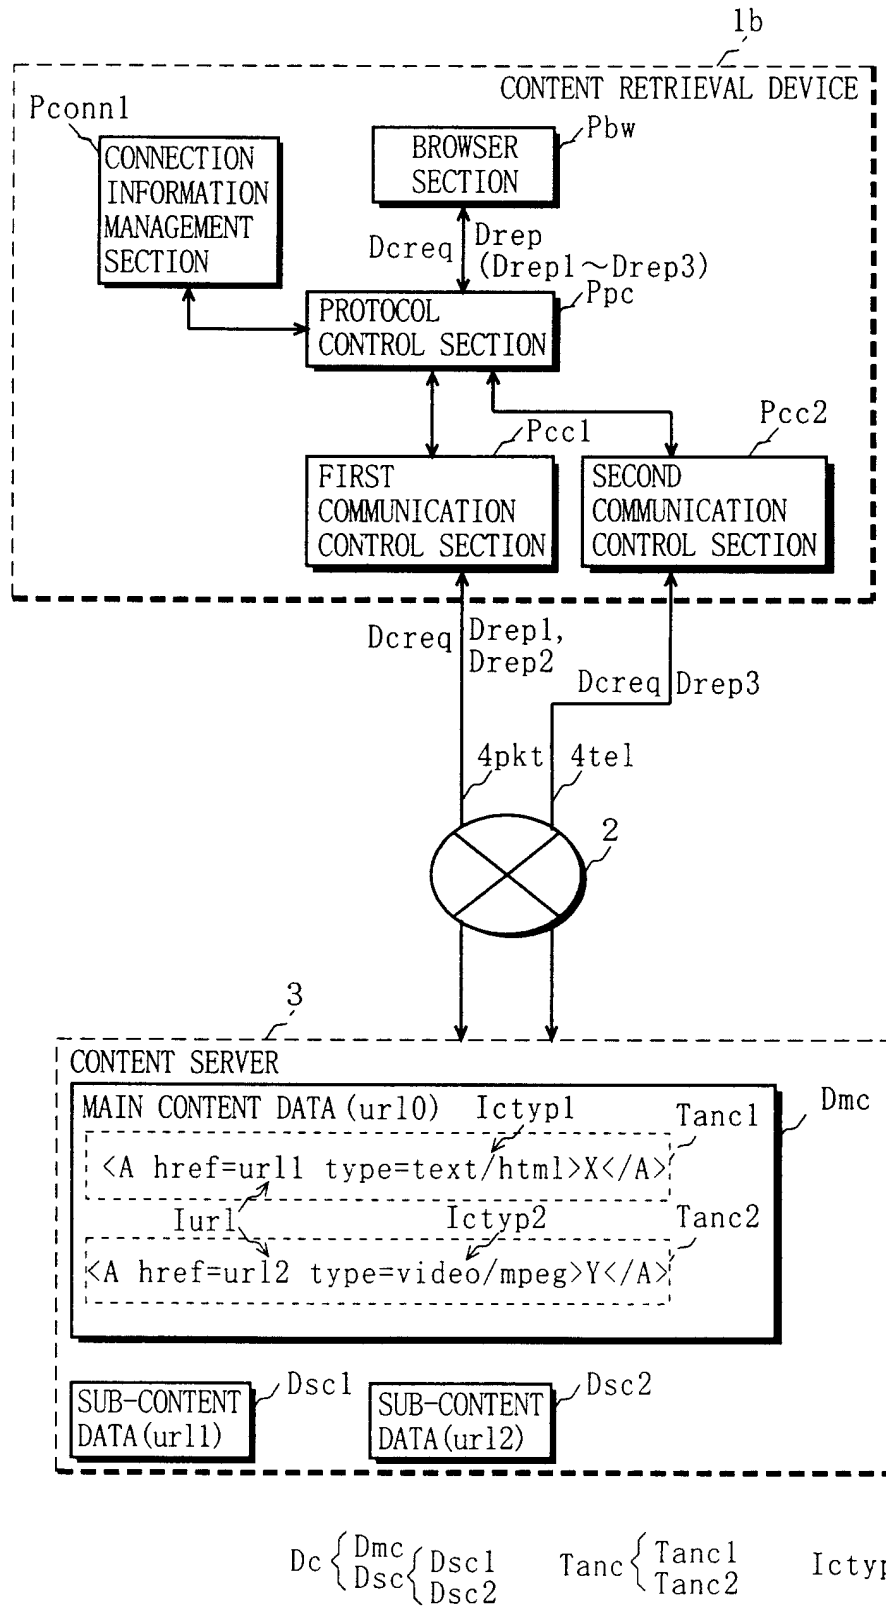 1b
CONTENT RETRIEVAL DEVICE
Pconn1
CONNECTION
INFORMATION
MANAGEMENT
SECTION
BROWSER
SECTION
Pbw
Dcreq
Drep
(Drep1~Drep3)
PROTOCOL
CONTROL SECTION
Ppc
Pcc1
Pcc2
FIRST
COMMUNICATION
CONTROL SECTION
SECOND
COMMUNICATION
CONTROL SECTION
Dcreq
Drep1,
Drep2
Dcreq
Drep3
4pkt
4tel
2
3
CONTENT SERVER
MAIN CONTENT DATA(url0)
Ictyp1
Tanc1
Dmc
<A href=url1 type=text/html>X</A>
Iurl
Ictyp2
Tanc2
<A href=url2 type=video/mpeg>Y</A>
SUB-CONTENT
DATA(url1)
Dsc1
SUB-CONTENT
DATA(url2)
Dsc2
Dc { Dmc
Dsc { Dsc1
Dsc2
Tanc { Tanc1
Tanc2
Ictyp